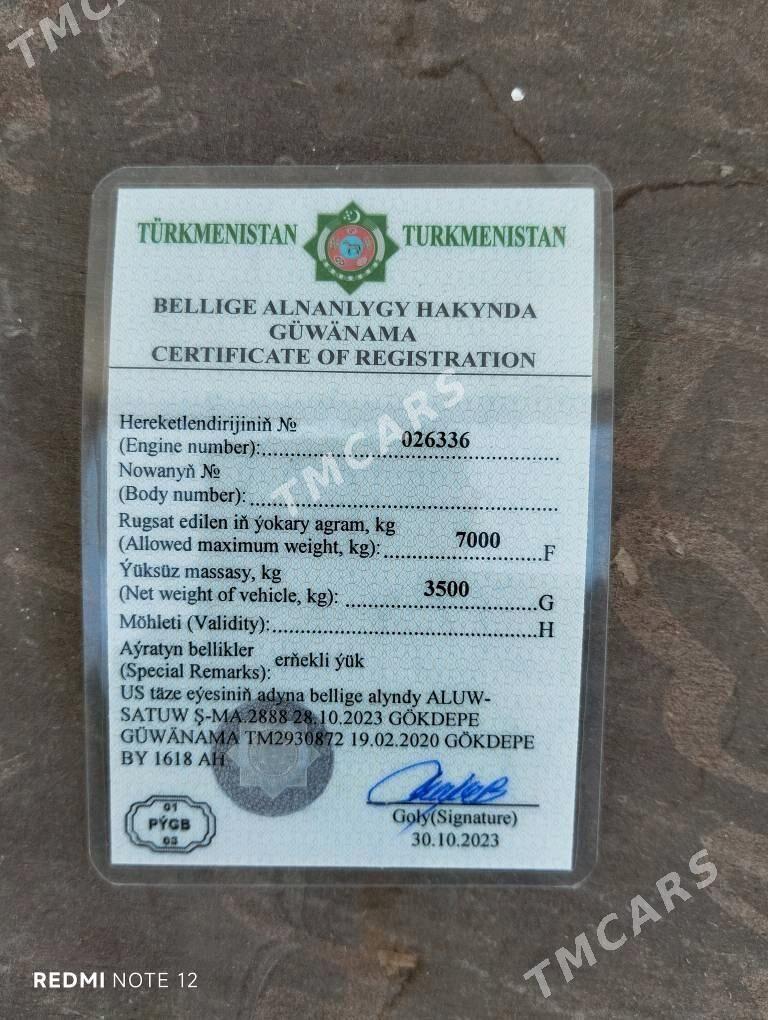 TMCARS
TÜRKMENISTAN TURKMENISTAN
BELLIGE ALNANLYGY HAKYNDA
GÜWÄNAMA
CERTIFICATE OF REGISTRATION
Hereketlendirijiniň №
(Engine number):............026336............
Nowanyň №
(Body number): ........................
Rugsat edilen iň ýokary agram, kg
(Allowed maximum weight, kg):............7000............F
Ýüksüz massasy, kg
(Net weight of vehicle, kg): ............3500............G
Möhleti (Validity):........................H
Aýratyn bellikler
(Special Remarks): erňekli ýük
US täze eýesiniň adyna bellige alyndy ALUW-
SATUW Ş-MA.2888 28.10.2023 GÖKDEPE
GÜWÄNAMA TM2930872 19.02.2020 GÖKDEPE
BY 1618 AH
01
PÝGB
03
Goly(Signature)
30.10.2023
TMCARS
TMCARS
REDMI NOTE 12